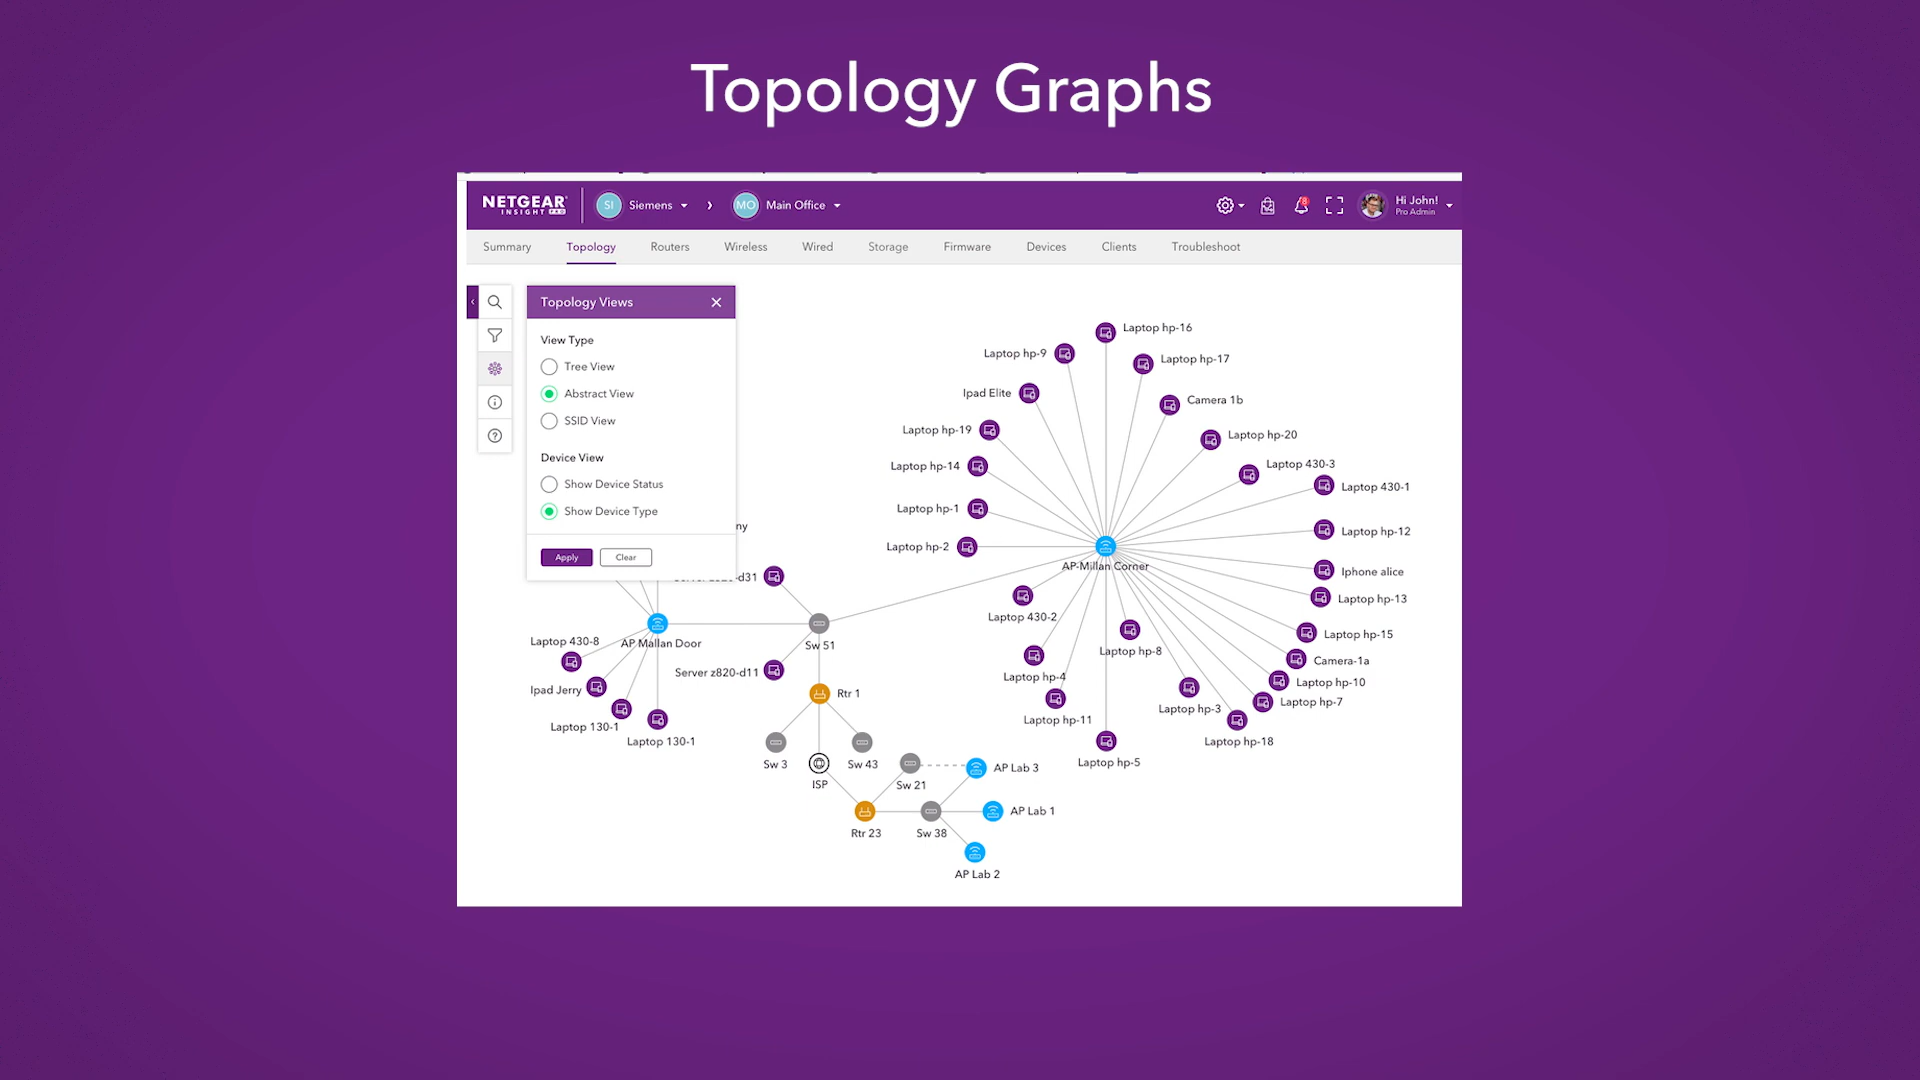 Topology Graphs
NETGEAR
INSIGHT PRO
SI Siemens
MO Main Office
8
Hi John!
Pro Admin
Summary Topology Routers Wireless Wired Storage Firmware Devices Clients Troubleshoot
Topology Views
View Type
Tree View
Abstract View
SSID View
Device View
Show Device Status
Show Device Type
Apply Clear
ny
Laptop hp-16
Laptop hp-9
Laptop hp-17
Ipad Elite
Camera 1b
Laptop hp-19
Laptop hp-20
Laptop hp-14
Laptop 430-3
Laptop 430-1
Laptop hp-1
Laptop hp-12
Laptop hp-2
AP-Millan Corner
Iphone alice
Laptop hp-13
Laptop 430-2
Laptop hp-15
Laptop hp-8
Camera-1a
Laptop hp-4
Laptop hp-10
Laptop hp-7
Laptop hp-3
Laptop hp-11
Laptop hp-18
Laptop hp-5
-d31
Laptop 430-8
AP Mallan Door
Sw 51
Server z820-d11
Ipad Jerry
Rtr 1
Laptop 130-1
Laptop 130-1
Sw 3
Sw 43
ISP
Sw 21
AP Lab 3
AP Lab 1
Rtr 23
Sw 38
AP Lab 2